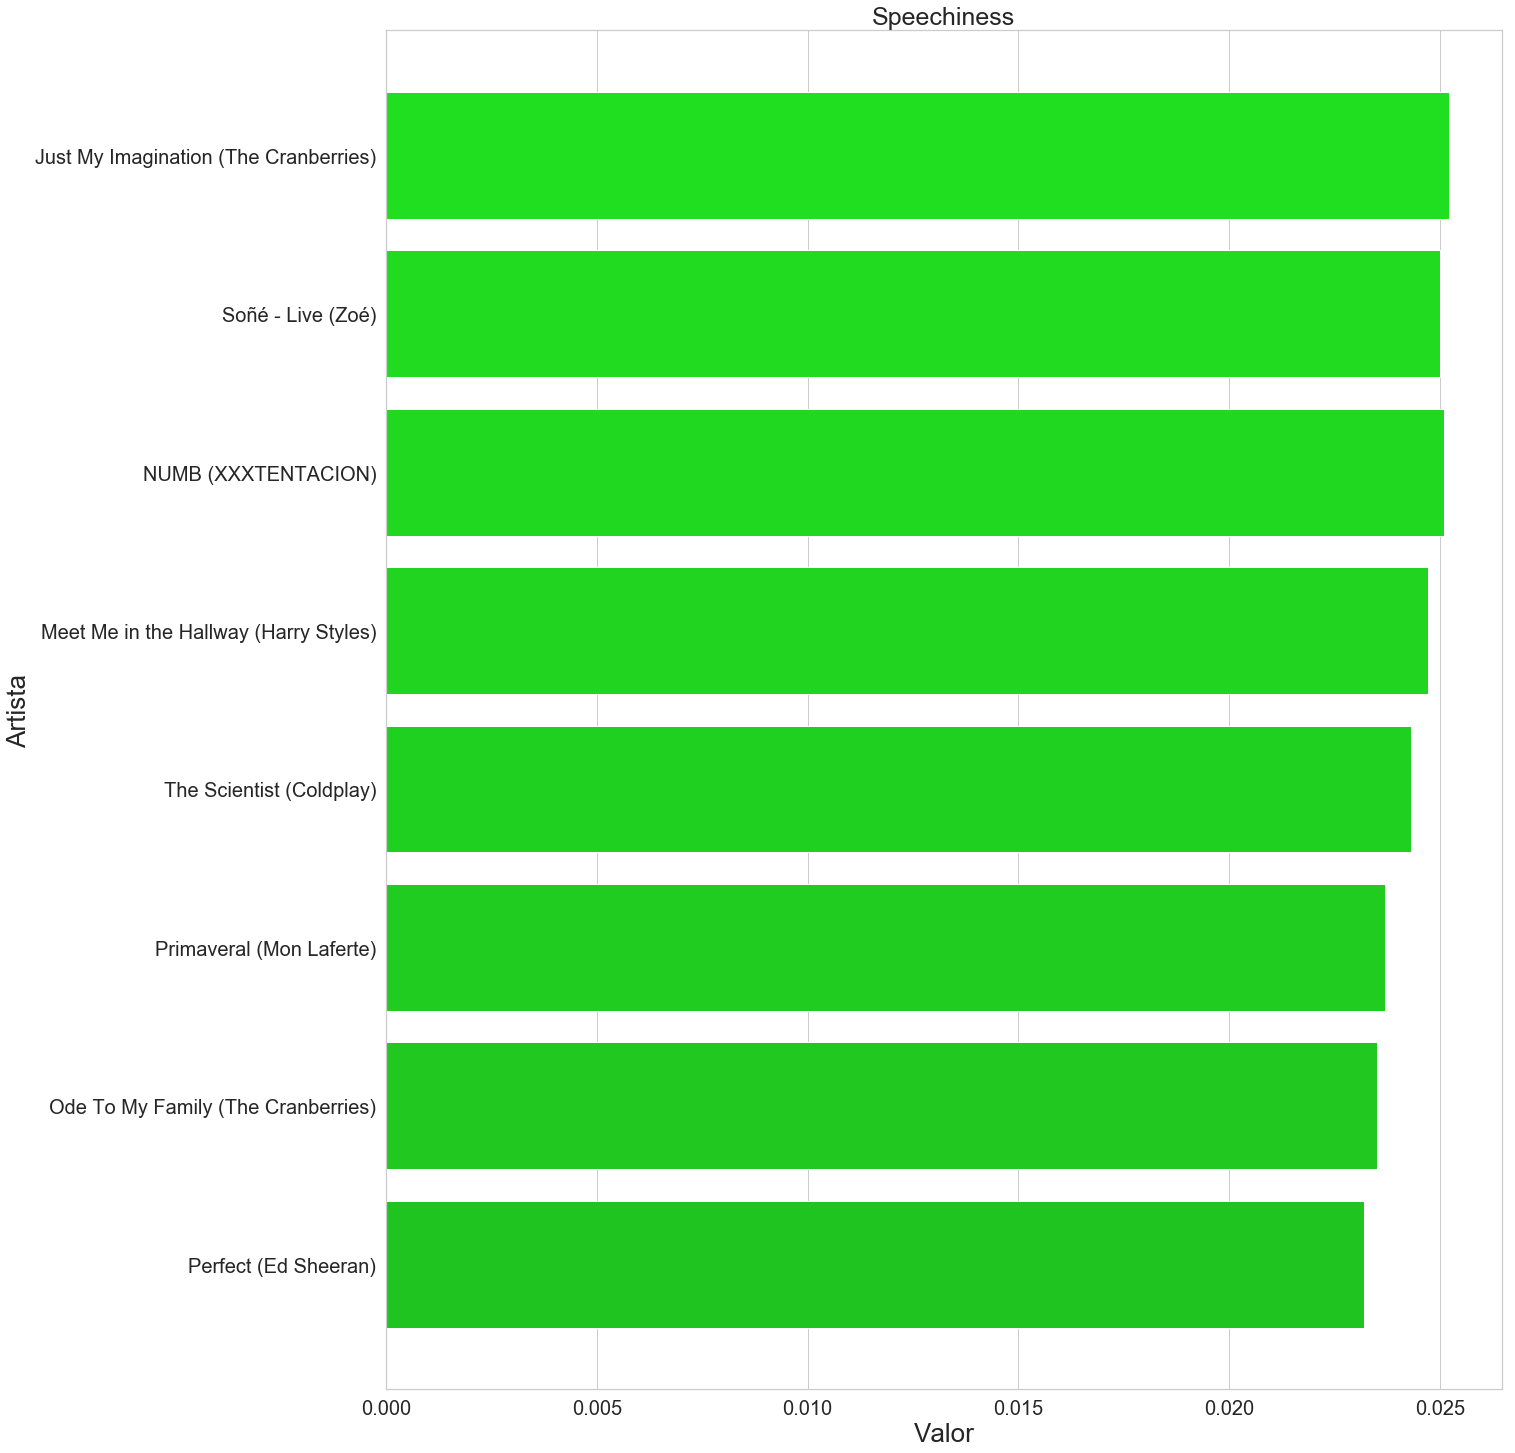 Speechiness
Just My Imagination (The Cranberries)
Soñé - Live (Zoé)
NUMB (XXXTENTACION)
Meet Me in the Hallway (Harry Styles)
The Scientist (Coldplay)
Primaveral (Mon Laferte)
Ode To My Family (The Cranberries)
Perfect (Ed Sheeran)
Artista
0.000 0.005 0.010 0.015 0.020 0.025
Valor